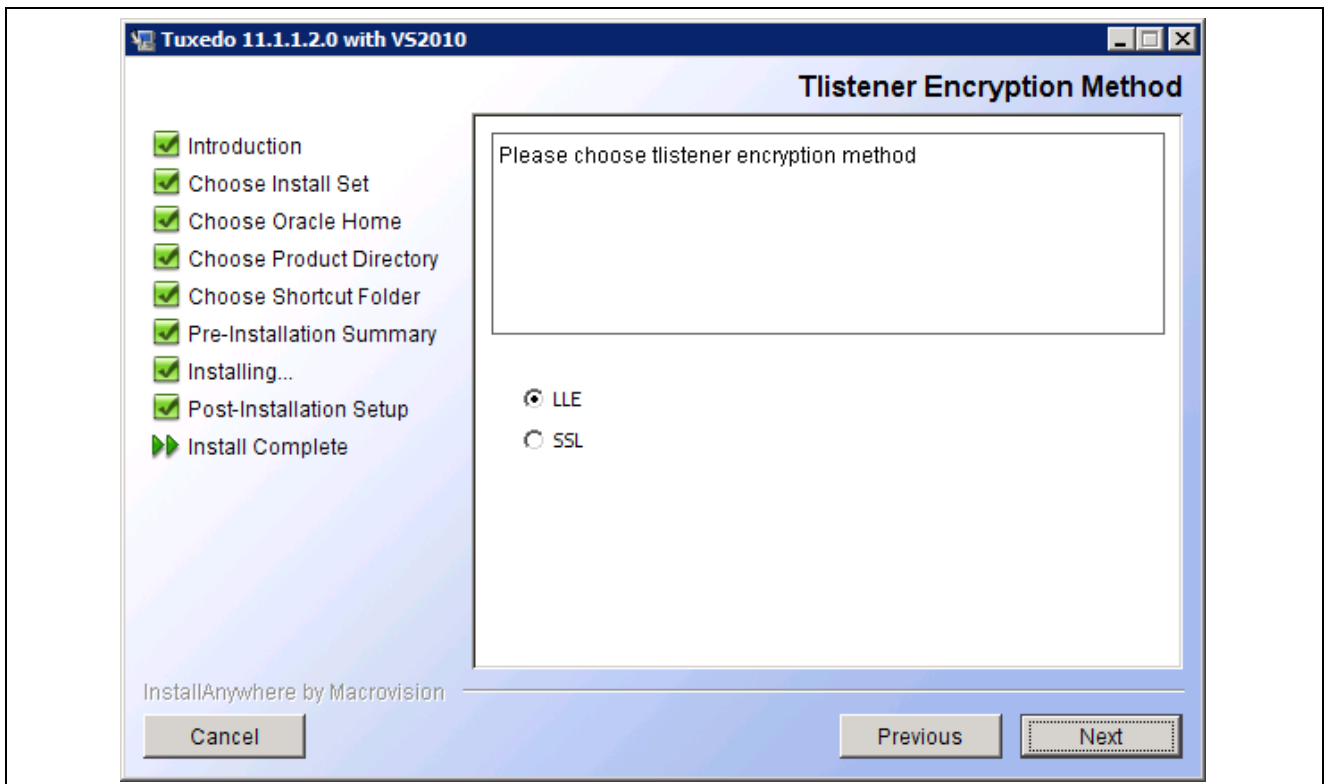 Tuxedo 11.1.1.2.0 with VS2010
Tlistener Encryption Method
Introduction
Choose Install Set
Choose Oracle Home
Choose Product Directory
Choose Shortcut Folder
Pre-Installation Summary
Installing...
Post-Installation Setup
Install Complete
Please choose tlistener encryption method
LLE
SSL
InstallAnywhere by Macrovision
Cancel
Previous
Next